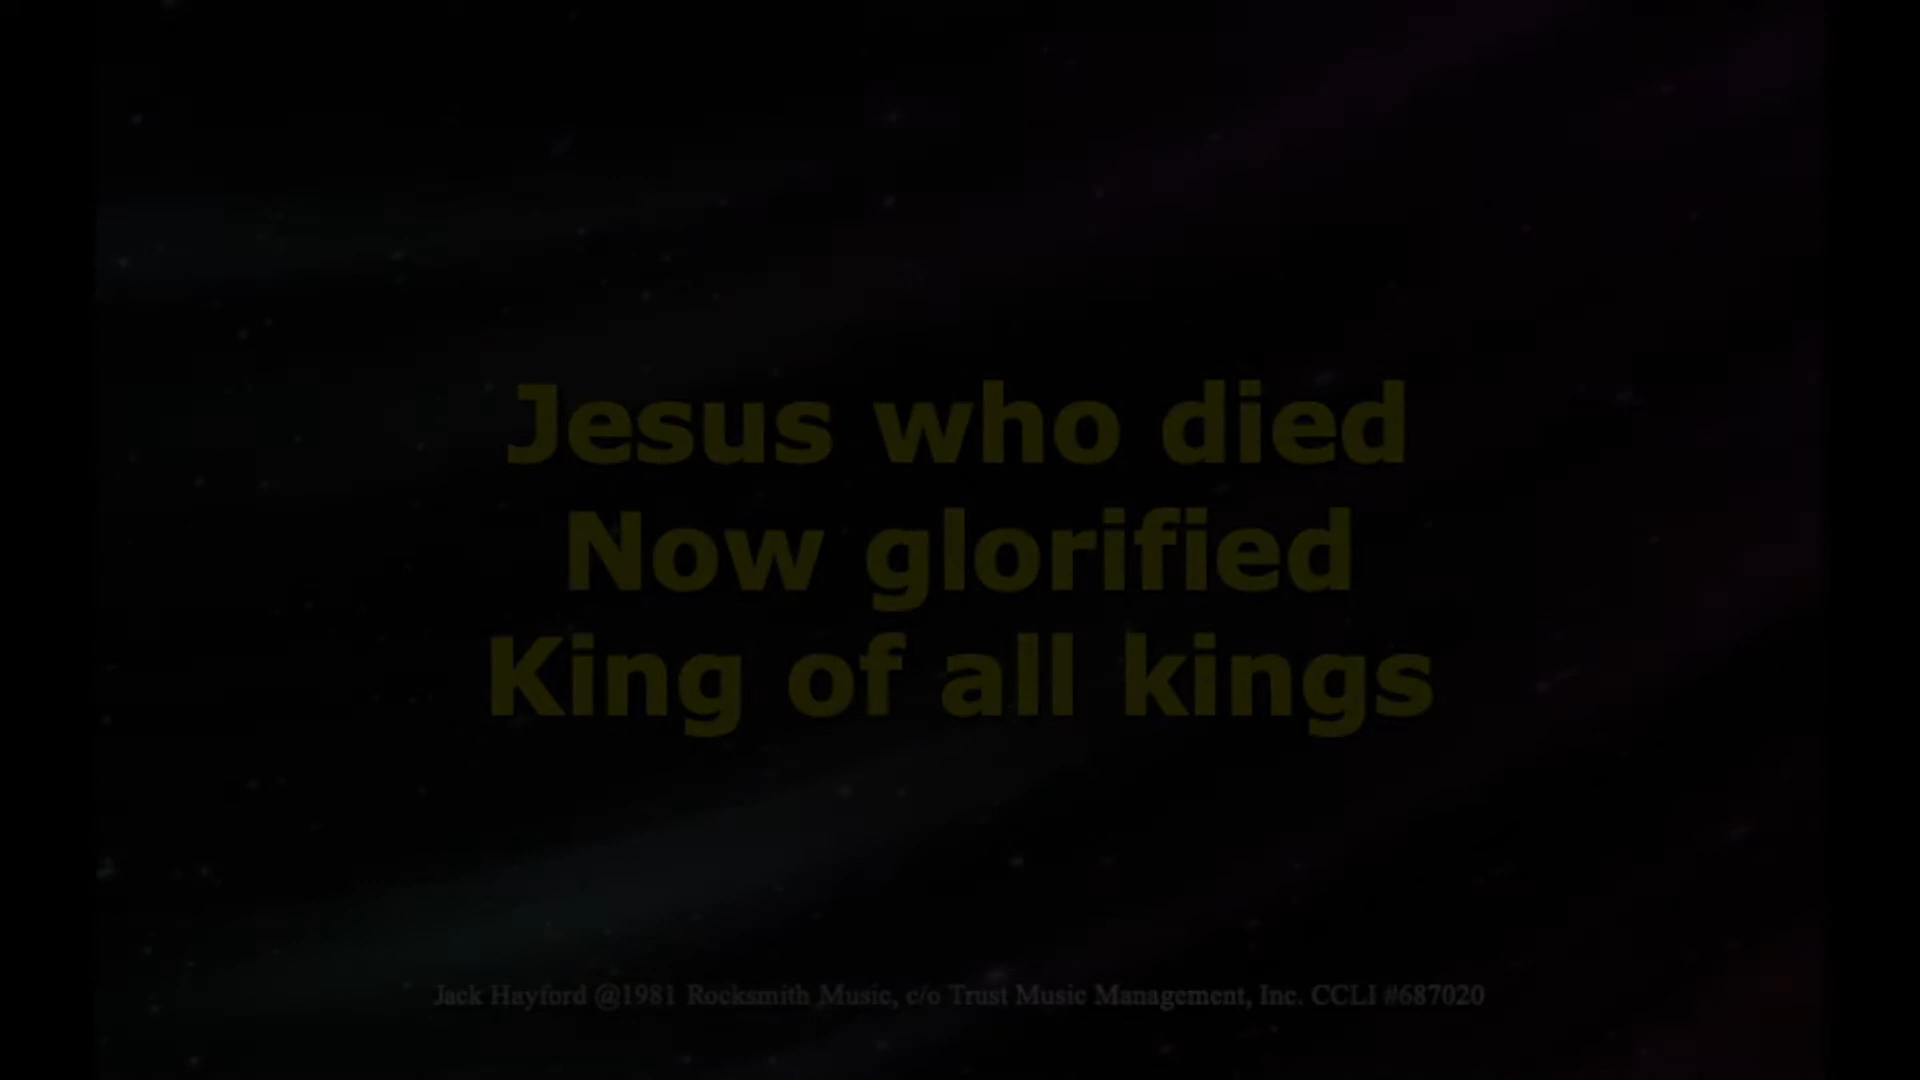 Jesus who died
Now glorified
King of all kings
Jack Hayford @1981 Rocksmith Music, c/o Trust Music Management, Inc. CCLI #687020